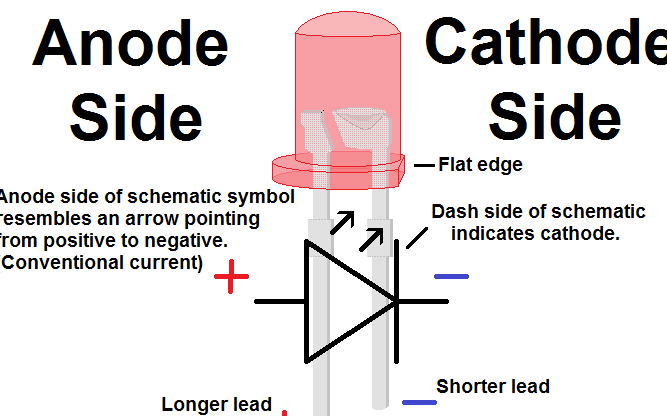 Anode
Side
Cathode
Side
Flat edge
Anode side of schematic symbol
resembles an arrow pointing
from positive to negative.
(Conventional current)
+
Dash side of schematic
indicates cathode.
−
Longer lead
Shorter lead
−